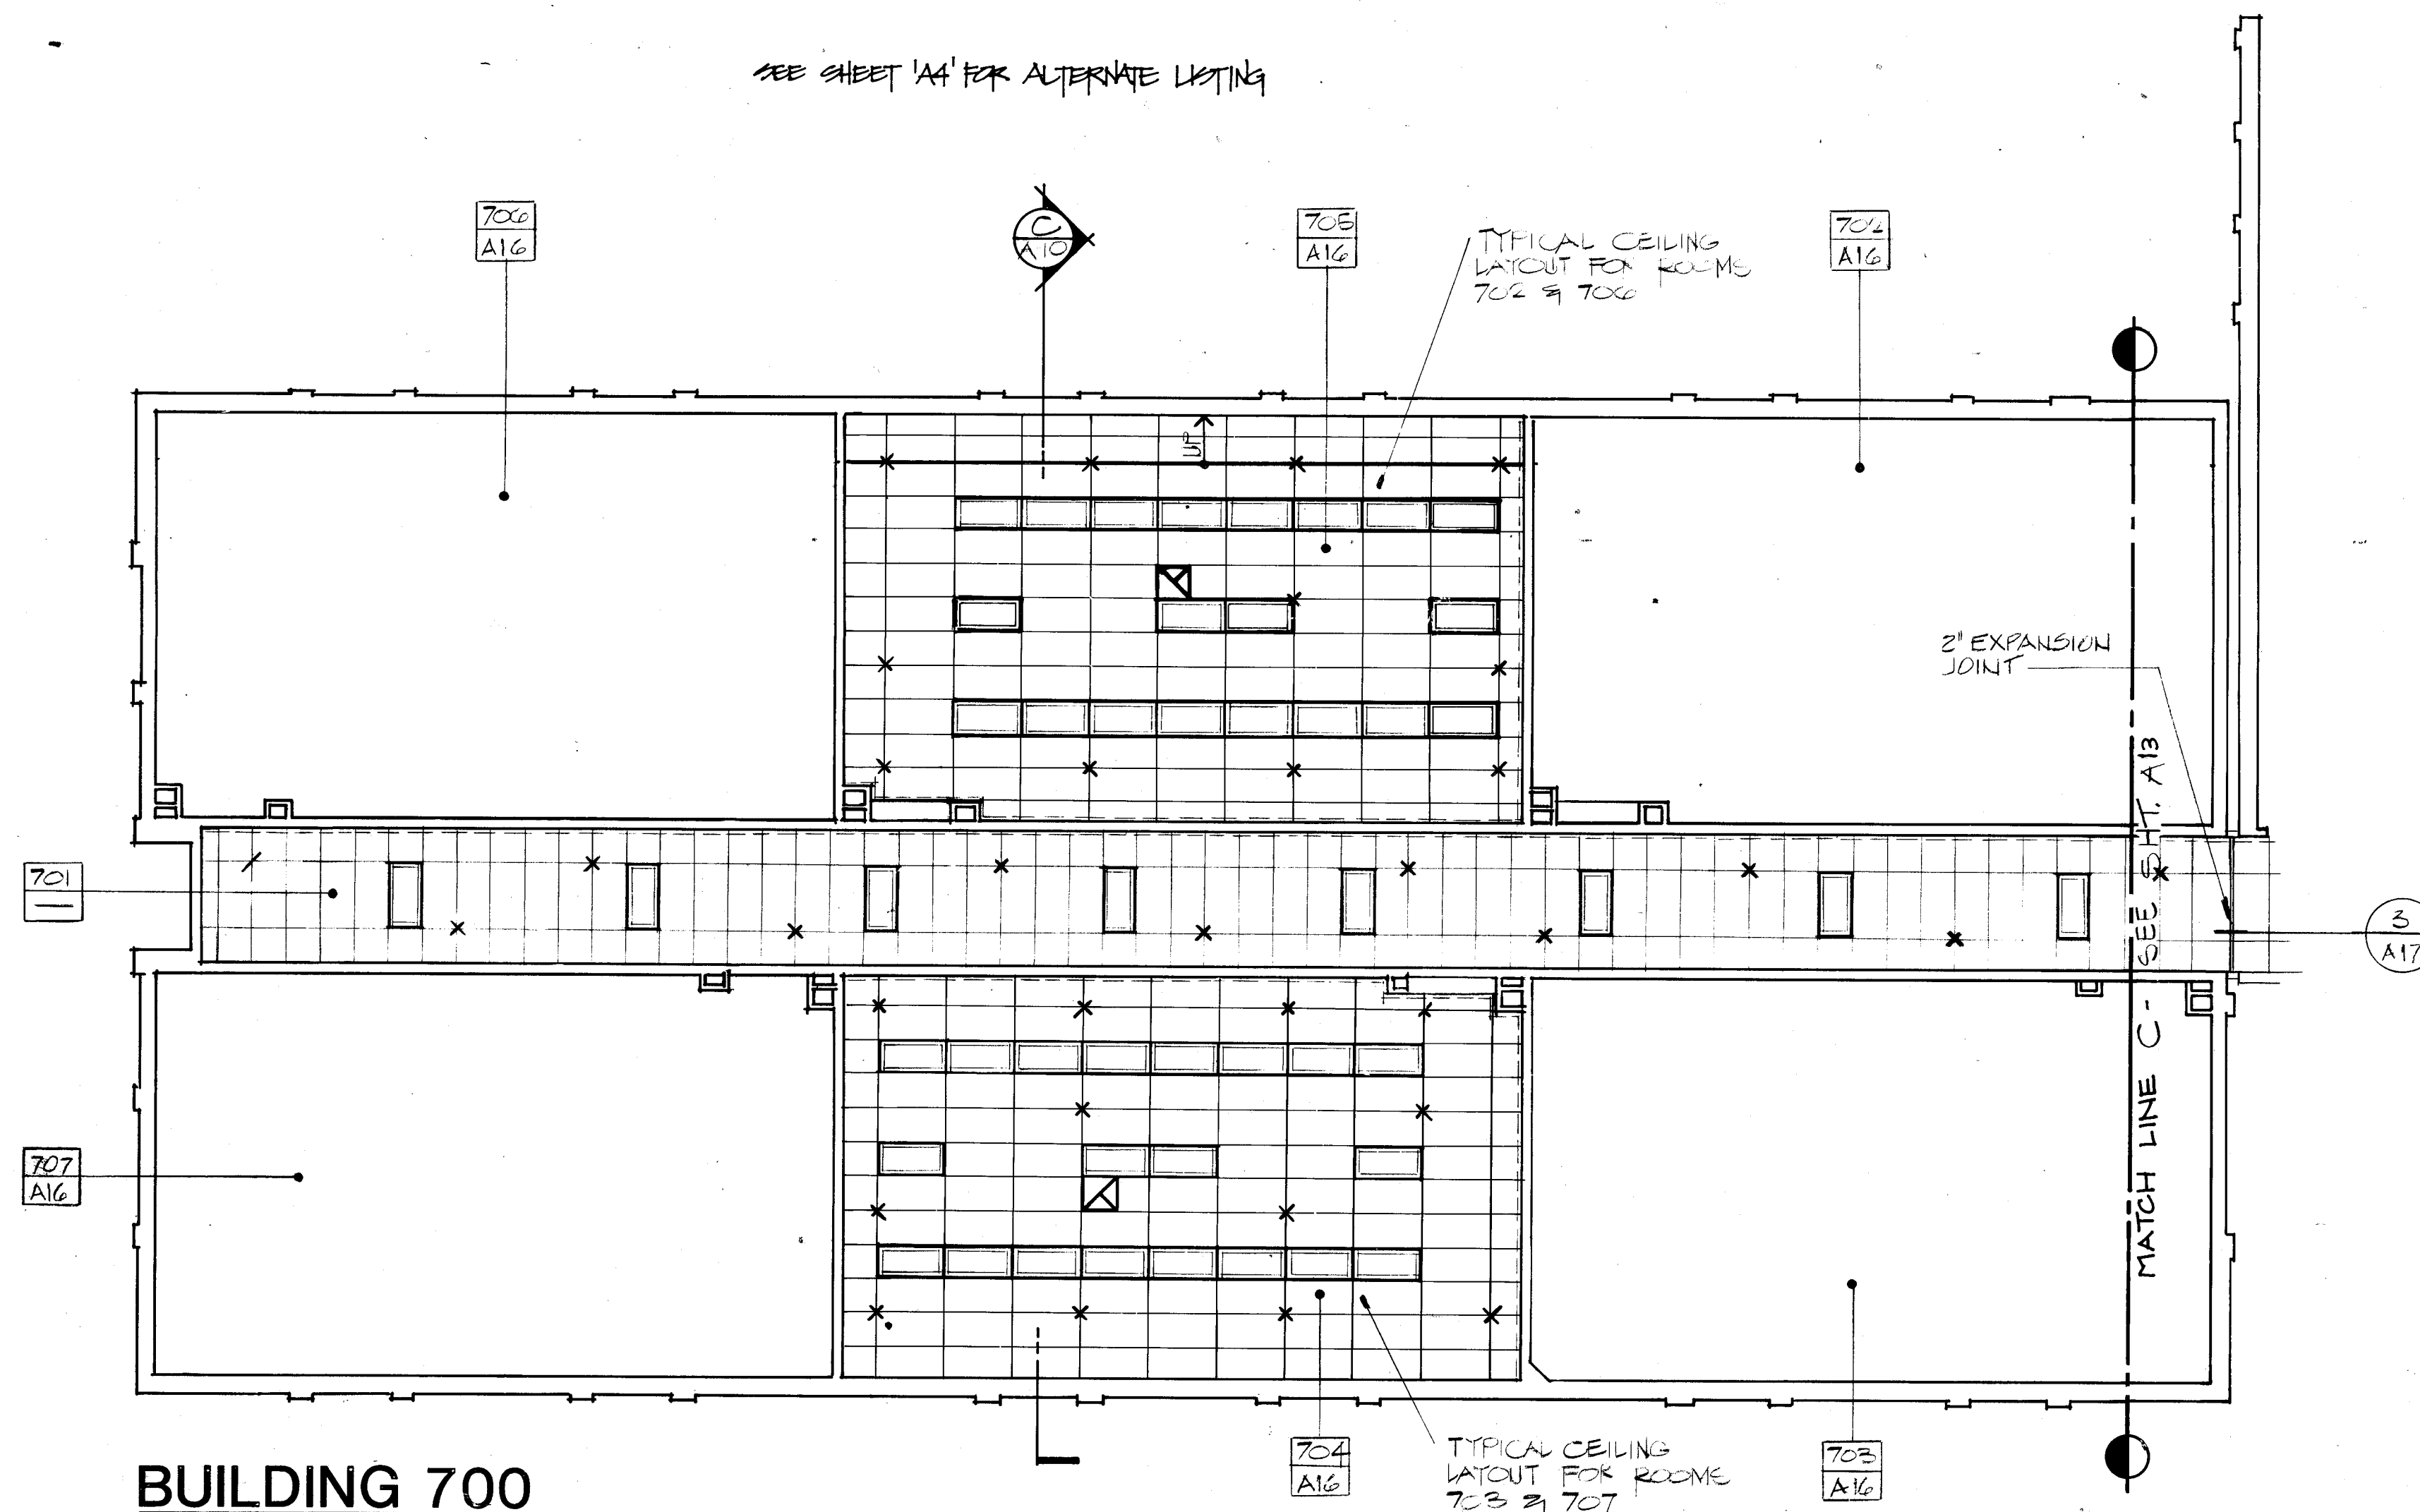 SEE SHEET 'A4' FOR ALTERNATE LISTING
706
A16
C
A10
705
A16
TYPICAL CEILING
LAYOUT FOR ROOMS
702 & 706
702
A16
UP
2" EXPANSION
JOINT
701
3
A17
MATCH LINE C - SEE SHT. A13
707
A16
704
A16
TYPICAL CEILING
LAYOUT FOR ROOMS
703 & 707
703
A16
BUILDING 700